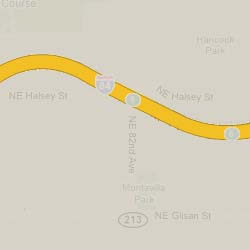 Course
Hancock
Park
84
NE Halsey St
NE Halsey St
NE 82nd Ave
Montavilla
Park
213
NE Glisan St